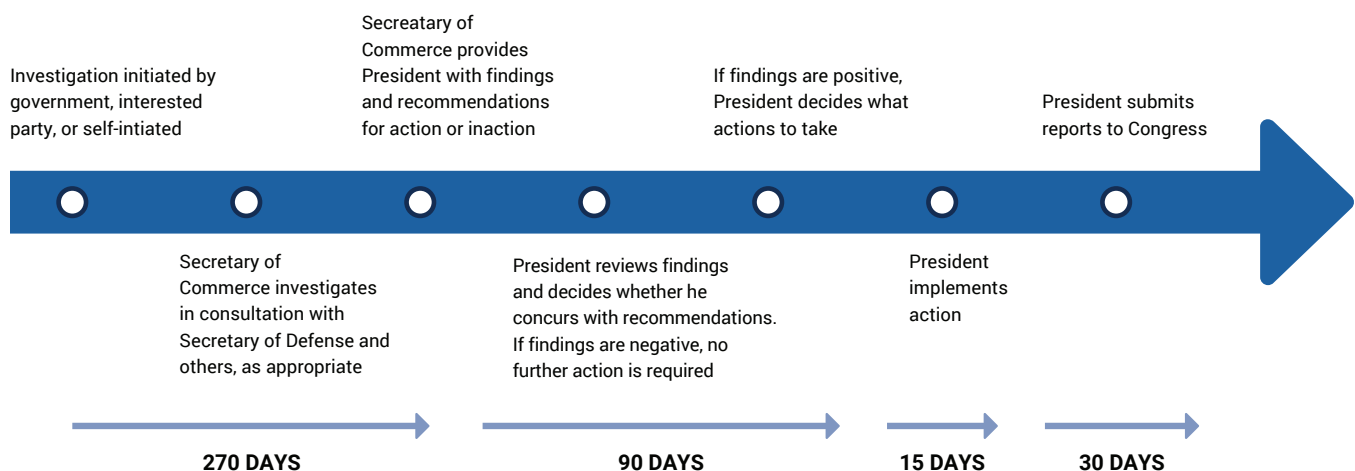 Investigation initiated by
government, interested
party, or self-intiated
Secretary of
Commerce investigates
in consultation with
Secretary of Defense and
others, as appropriate
Secreatary of
Commerce provides
President with findings
and recommendations
for action or inaction
President reviews findings
and decides whether he
concurs with recommendations.
If findings are negative, no
further action is required
If findings are positive,
President decides what
actions to take
President
implements
action
President submits
reports to Congress
270 DAYS
90 DAYS
15 DAYS
30 DAYS